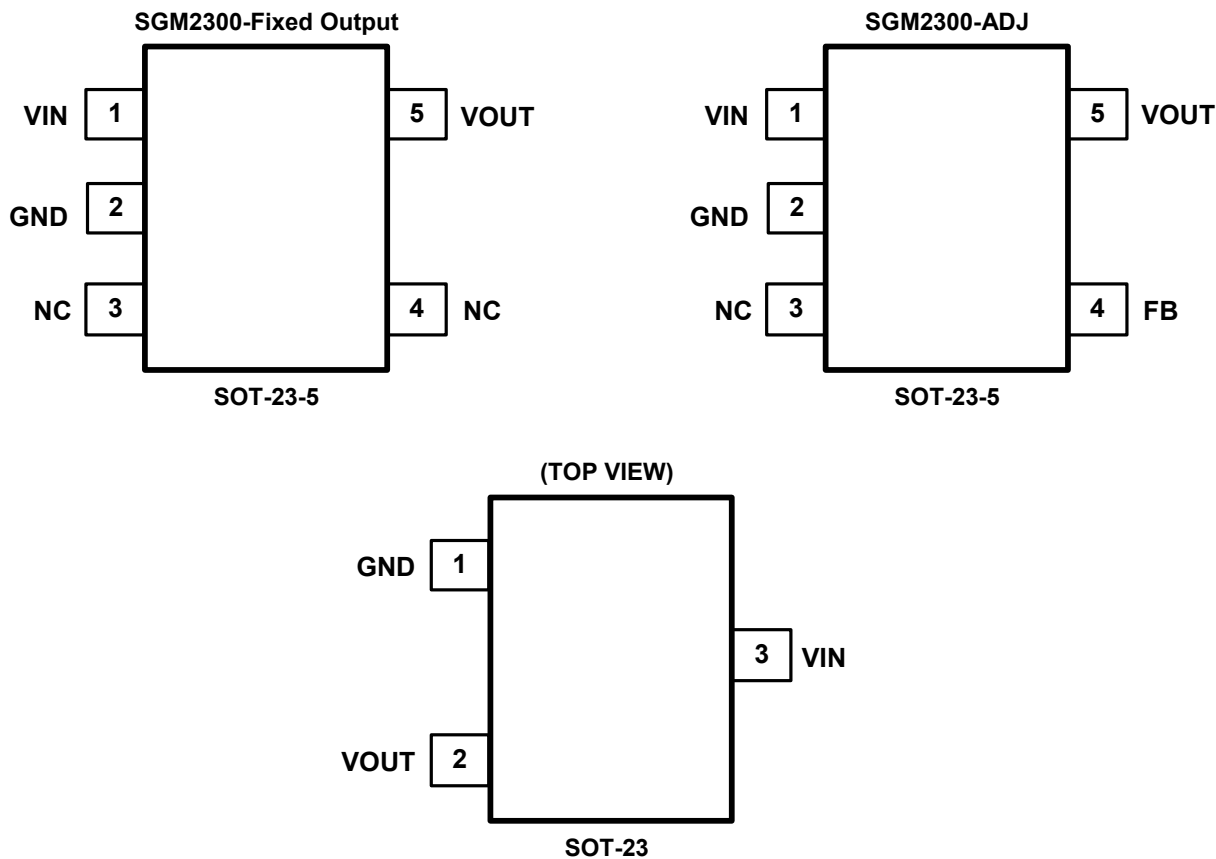 SGM2300-Fixed Output
VIN 1 5 VOUT
GND 2
NC 3 4 NC
SOT-23-5
SGM2300-ADJ
VIN 1 5 VOUT
GND 2
NC 3 4 FB
SOT-23-5
(TOP VIEW)
GND 1
3 VIN
VOUT 2
SOT-23